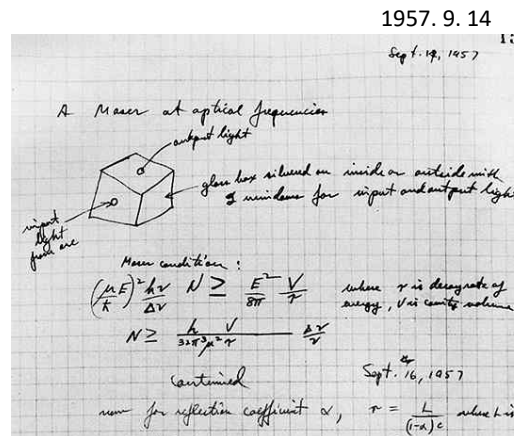 1957. 9. 14
Sept. 14, 1957
A Maser at optical frequencies
output light
glass box silvered on inside or outside with
2 windows for input and output light
input
light
from arc
Maser condition :
(μE/ħ)² hν/Δν N ≥ E²/8π V/τ where τ is decay rate of
energy, V is cavity volume
N ≥ h/32π³μ² V/τ Δν/ν
Continued
Sept. 16, 1957
now for reflection coefficient α, τ = L/(1-α)c where L is